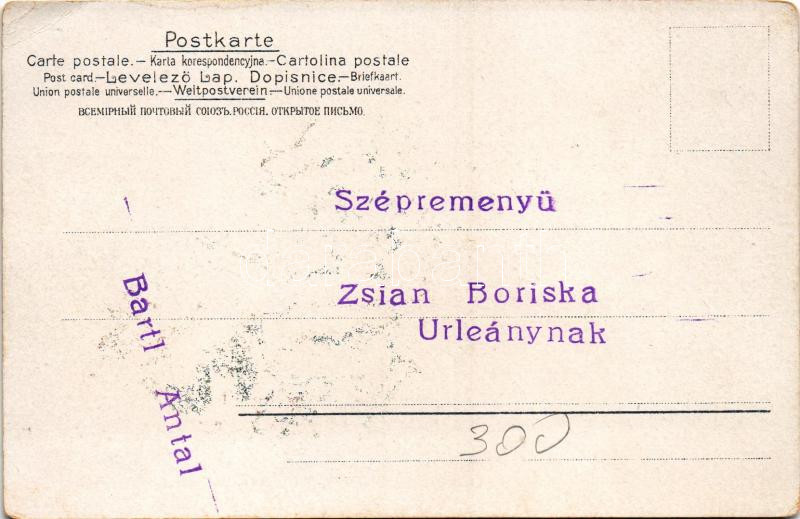 Postkarte
Carte postale.– Karta korespondencyjna.–Cartolina postale
Post card.–Levelező Lap. Dopisnice.–Briefkaart.
Union postale universelle.–Weltpostverein.–Unione postale universale.
ВСЕМІРНЫЙ ПОЧТОВЫЙ СОЮЗЪ. РОССІЯ. ОТКРЫТОЕ ПИСЬМО.
Szépremenyü
Zsian Boriska
Urleánynak
Bartl Antal
300